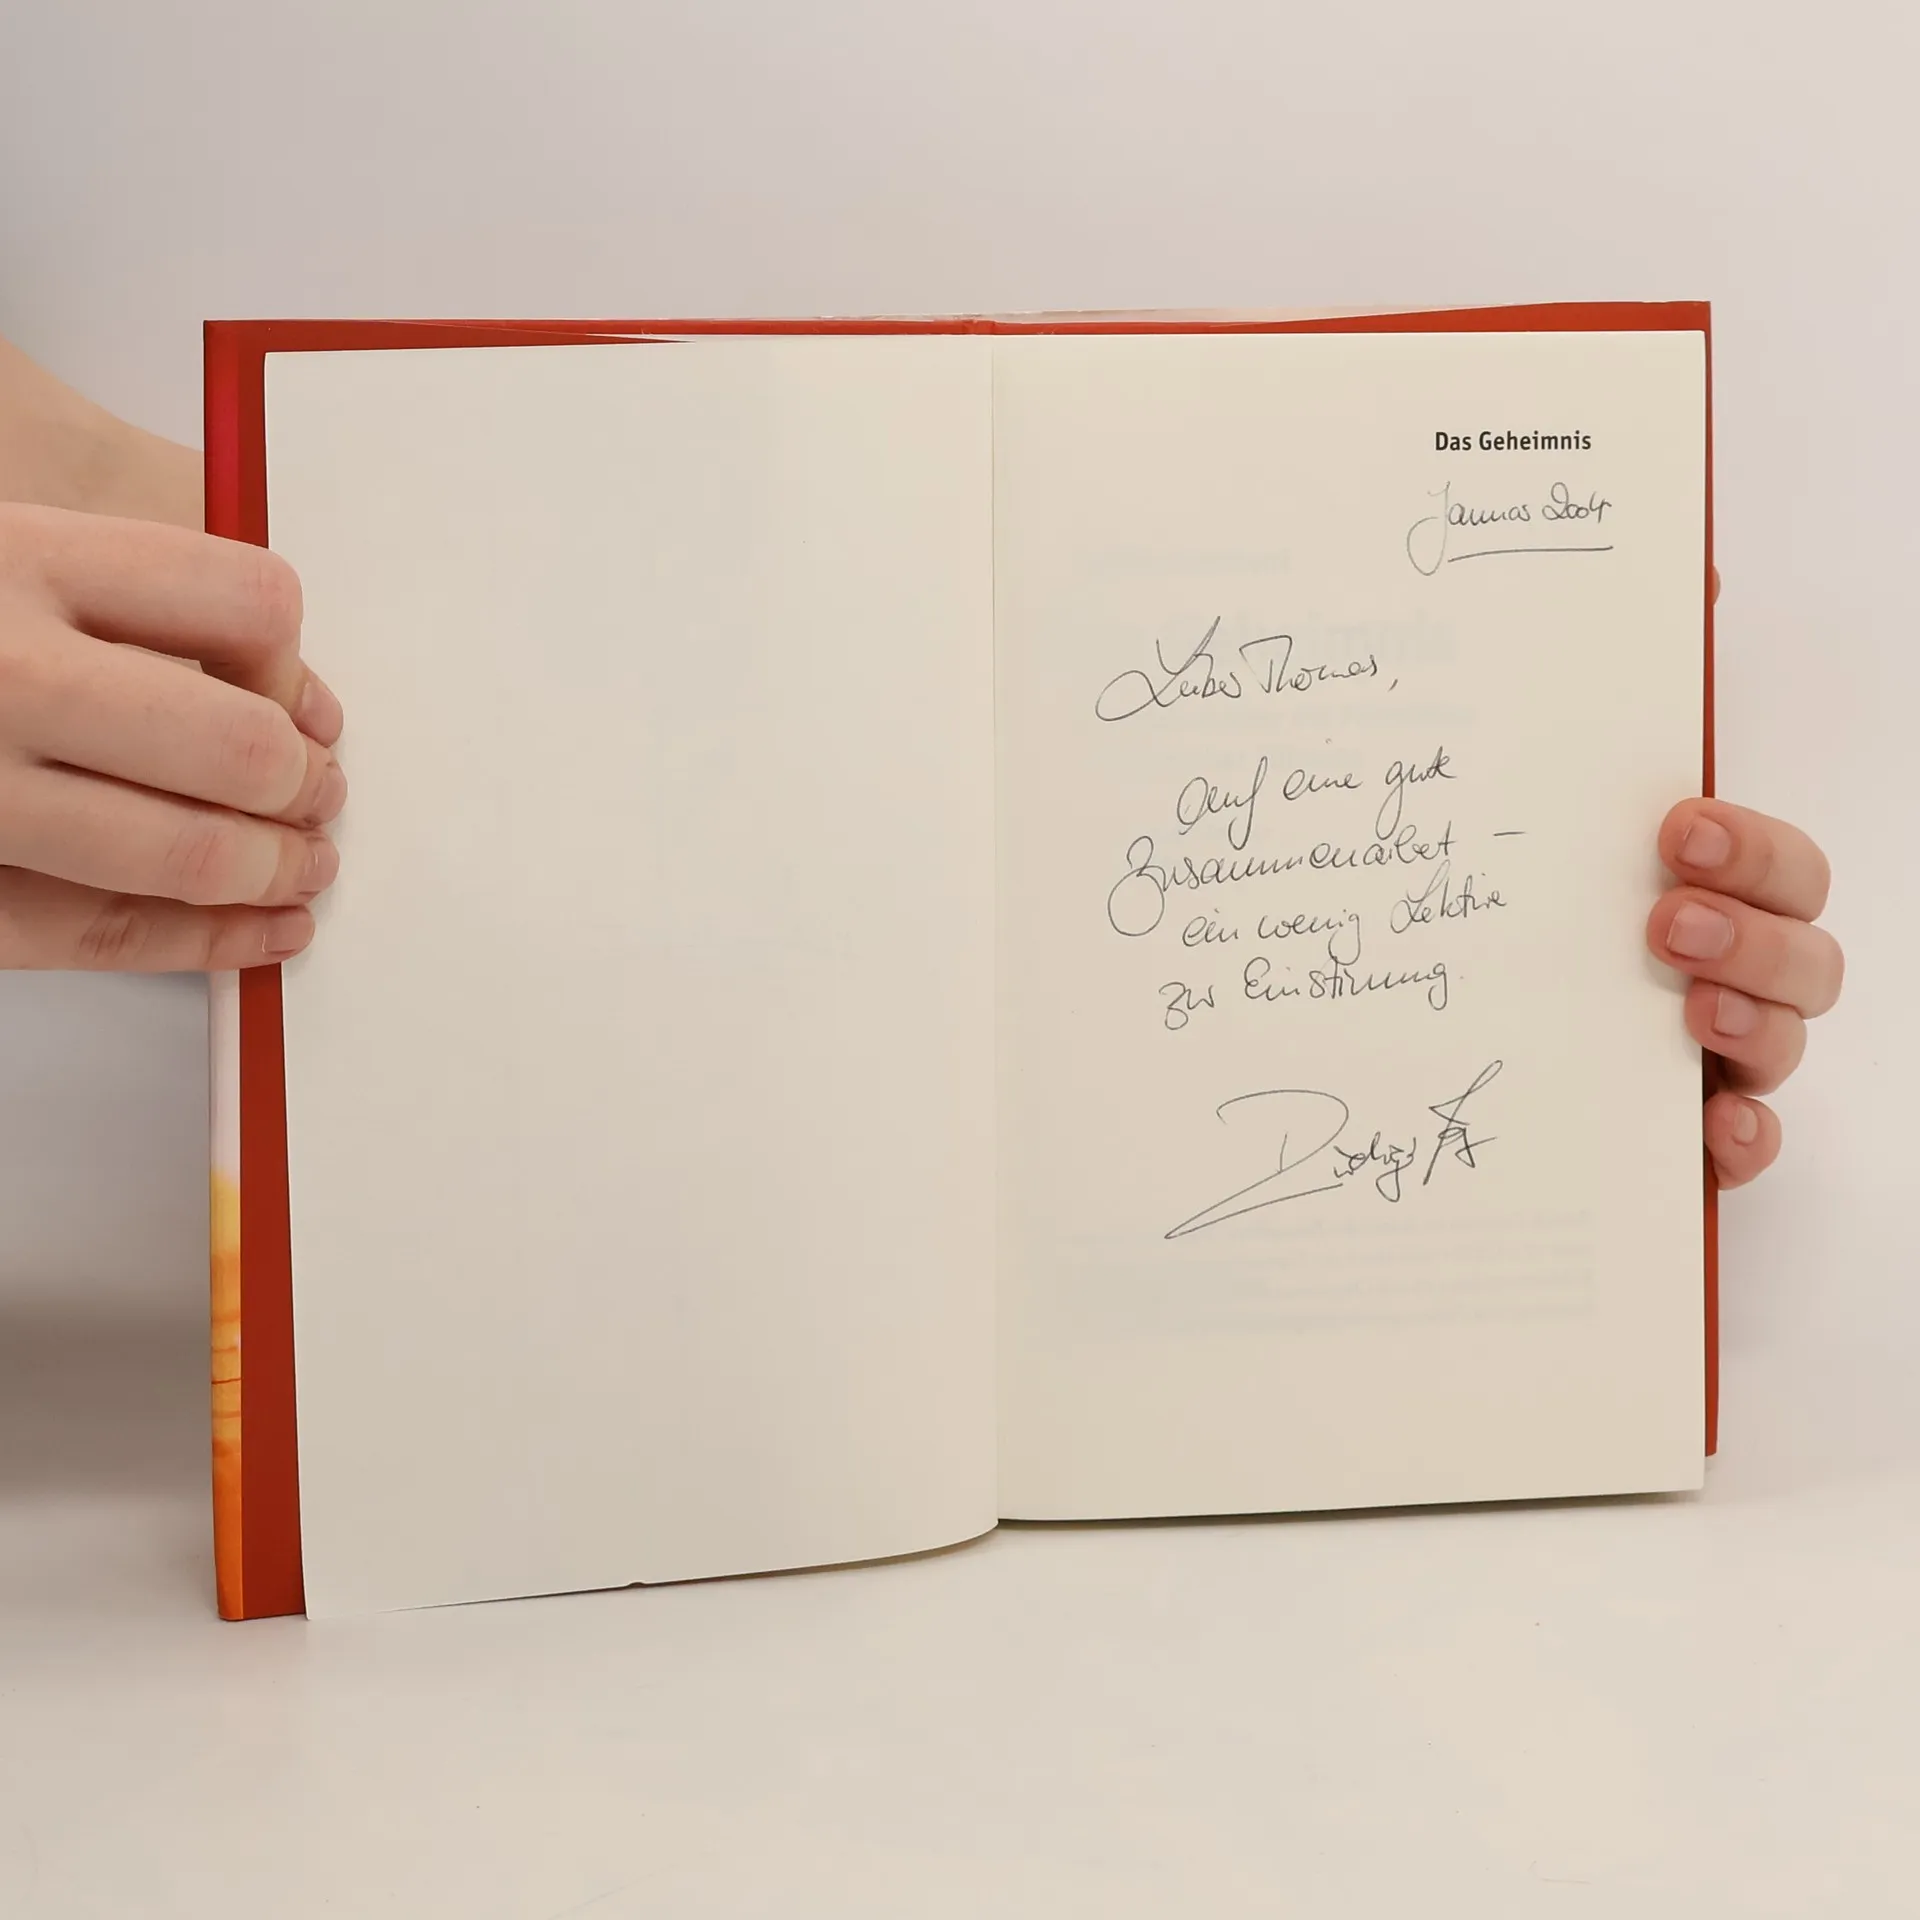 Das Geheimnis
Januar 2004
Lieber Thomas,
auf eine gute
Zusammenarbeit –
ein wenig Lektüre
zur Einstimmung.